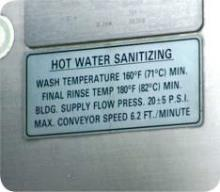 HOT WATER SANITIZING
WASH TEMPERATURE 160°F (71°C) MIN.
FINAL RINSE TEMP 180°F (82°C) MIN.
BLDG. SUPPLY FLOW PRESS. 20±5 P.S.I.
MAX. CONVEYOR SPEED 6.2 FT./MINUTE